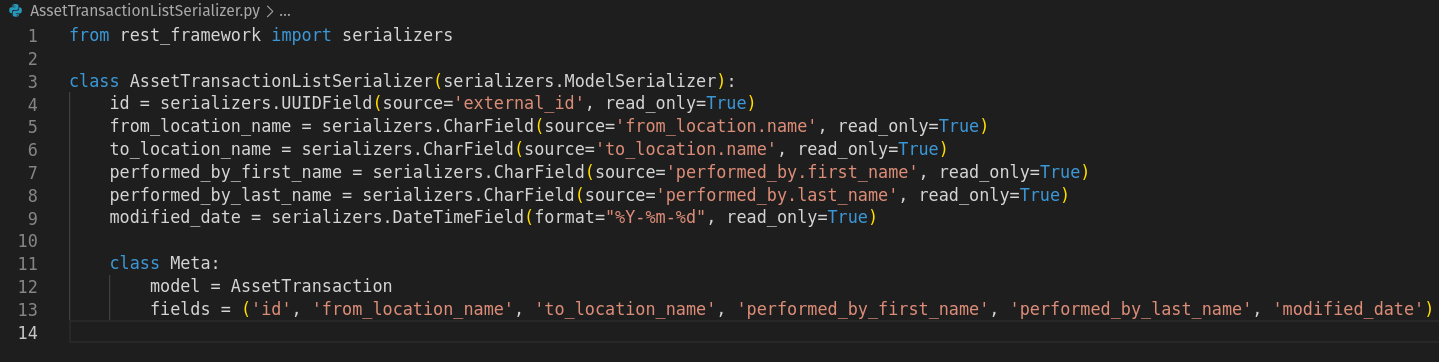 AssetTransactionListSerializer.py > ...
1 from rest_framework import serializers
2
3 class AssetTransactionListSerializer(serializers.ModelSerializer):
4     id = serializers.UUIDField(source='external_id', read_only=True)
5     from_location_name = serializers.CharField(source='from_location.name', read_only=True)
6     to_location_name = serializers.CharField(source='to_location.name', read_only=True)
7     performed_by_first_name = serializers.CharField(source='performed_by.first_name', read_only=True)
8     performed_by_last_name = serializers.CharField(source='performed_by.last_name', read_only=True)
9     modified_date = serializers.DateTimeField(format="%Y-%m-%d", read_only=True)
10
11     class Meta:
12         model = AssetTransaction
13         fields = ('id', 'from_location_name', 'to_location_name', 'performed_by_first_name', 'performed_by_last_name', 'modified_date')
14